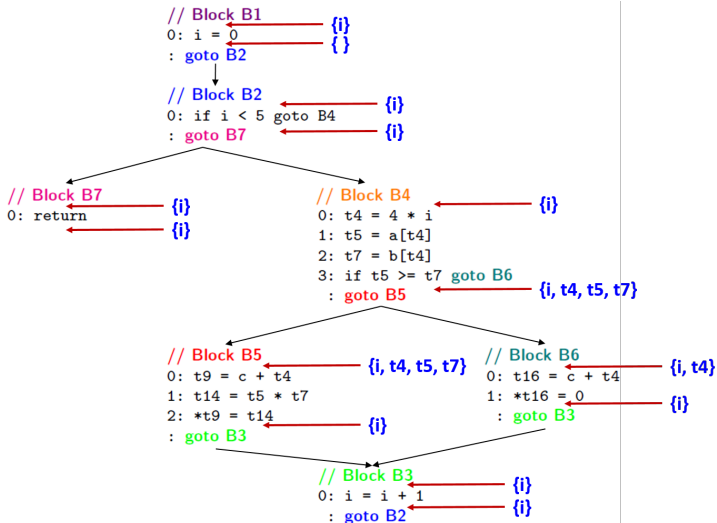 // Block B1
{i}
0: i = 0
{ }
: goto B2
// Block B2
{i}
0: if i < 5 goto B4
{i}
: goto B7
// Block B7
{i}
0: return
{i}
// Block B4
{i}
0: t4 = 4 * i
1: t5 = a[t4]
2: t7 = b[t4]
3: if t5 >= t7 goto B6
{i, t4, t5, t7}
: goto B5
// Block B5
{i, t4, t5, t7}
0: t9 = c + t4
1: t14 = t5 * t7
2: *t9 = t14
{i}
: goto B3
// Block B6
{i, t4}
0: t16 = c + t4
1: *t16 = 0
{i}
: goto B3
// Block B3
{i}
0: i = i + 1
{i}
: goto B2